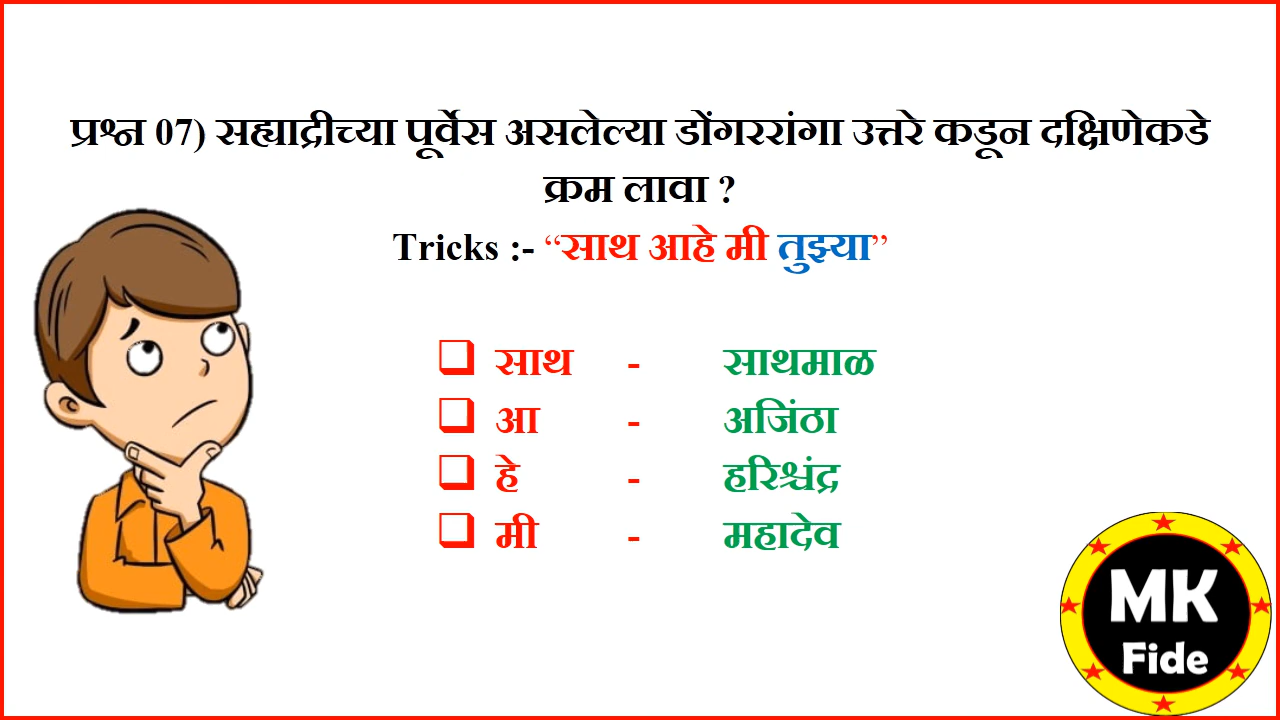 प्रश्न 07) सह्याद्रीच्या पूर्वेस असलेल्या डोंगररांगा उत्तरे कडून दक्षिणेकडे
क्रम लावा ?
Tricks :- “साथ आहे मी तुझ्या”
❑ साथ - साथमाळ
❑ आ - अजिंठा
❑ हे - हरिश्चंद्र
❑ मी - महादेव
MK
Fide